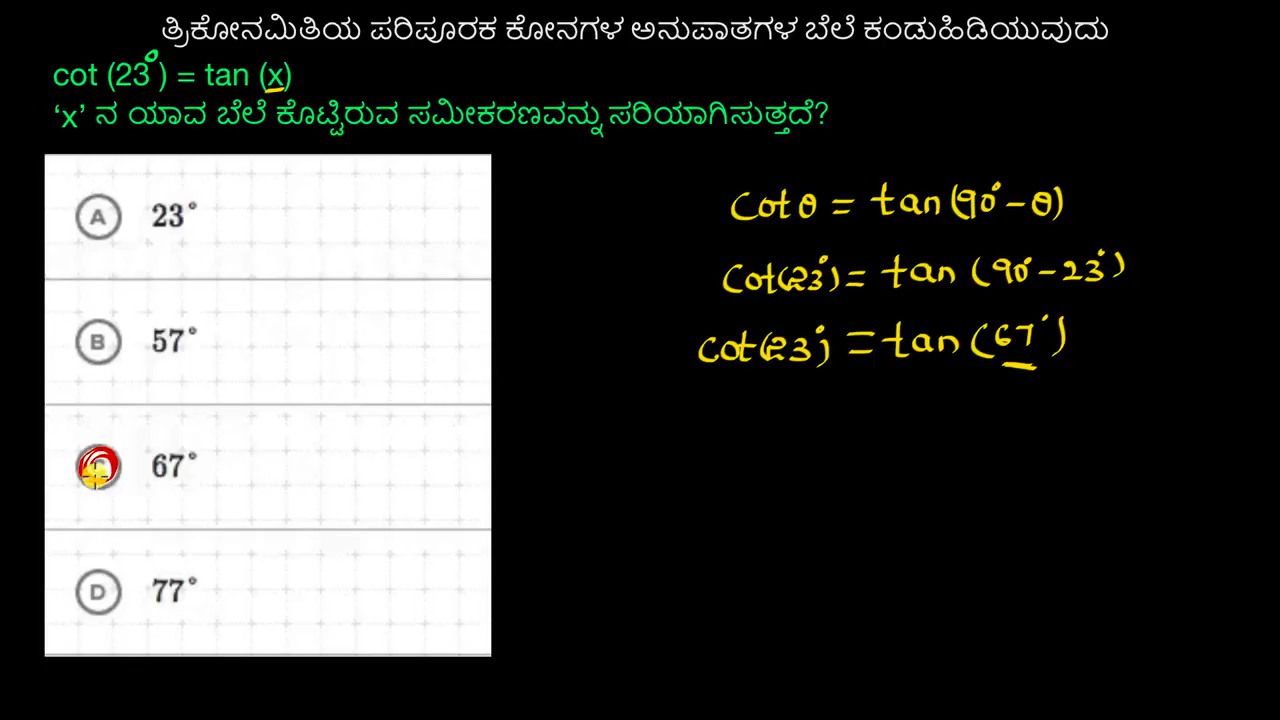 ತ್ರಿಕೋನಮಿತಿಯ ಪರಿಪೂರಕ ಕೋನಗಳ ಅನುಪಾತಗಳ ಬೆಲೆ ಕಂಡುಹಿಡಿಯುವುದು
cot (23°) = tan (x)
‘x’ ನ ಯಾವ ಬೆಲೆ ಕೊಟ್ಟಿರುವ ಸಮೀಕರಣವನ್ನು ಸರಿಯಾಗಿಸುತ್ತದೆ?
A 23°
B 57°
67°
D 77°
cot θ = tan (90° - θ)
cot(23°) = tan (90° - 23°)
cot(23°) = tan (67°)